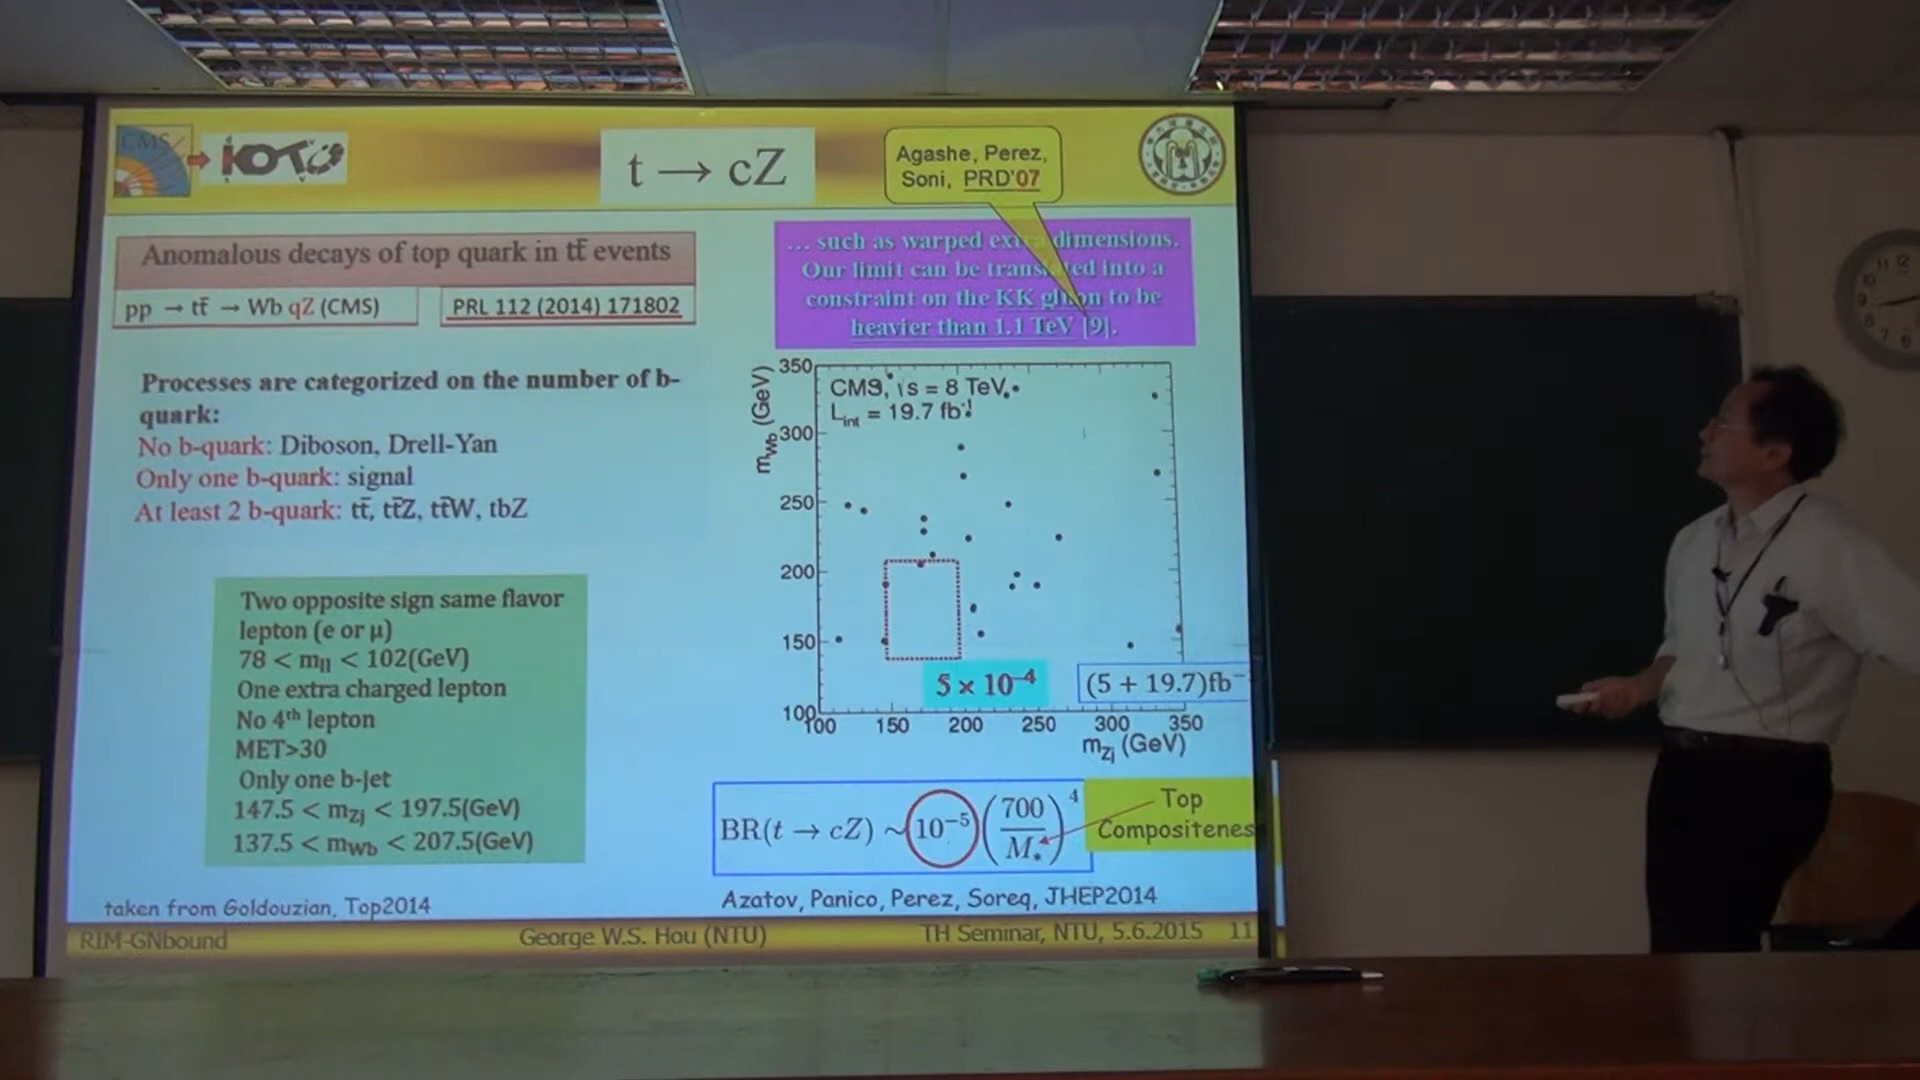 CMS
KOTO
t → cZ
Agashe, Perez,
Soni, PRD'07
Anomalous decays of top quark in tt̄ events
pp → tt̄ → Wb qZ (CMS)
PRL 112 (2014) 171802
... such as warped extra dimensions.
Our limit can be translated into a
constraint on the KK gluon to be
heavier than 1.1 TeV [9].
Processes are categorized on the number of b-
quark:
No b-quark: Diboson, Drell-Yan
Only one b-quark: signal
At least 2 b-quark: tt̄, tt̄Z, tt̄W, tbZ
Two opposite sign same flavor
lepton (e or μ)
78 < mll < 102(GeV)
One extra charged lepton
No 4th lepton
MET>30
Only one b-jet
147.5 < mZj < 197.5(GeV)
137.5 < mWb < 207.5(GeV)
taken from Goldouzian, Top2014
mWb (GeV)
350
300
250
200
150
100
CMS, √s = 8 TeV,
Lint = 19.7 fb-1
5 × 10−4
(5 + 19.7)fb−
100 150 200 250 300 350
mZj (GeV)
BR(t → cZ) ~ 10−5 (700/M*)4
Top
Compositenes
Azatov, Panico, Perez, Soreq, JHEP2014
RIM-GNbound
George W.S. Hou (NTU)
TH Seminar, NTU, 5.6.2015 11